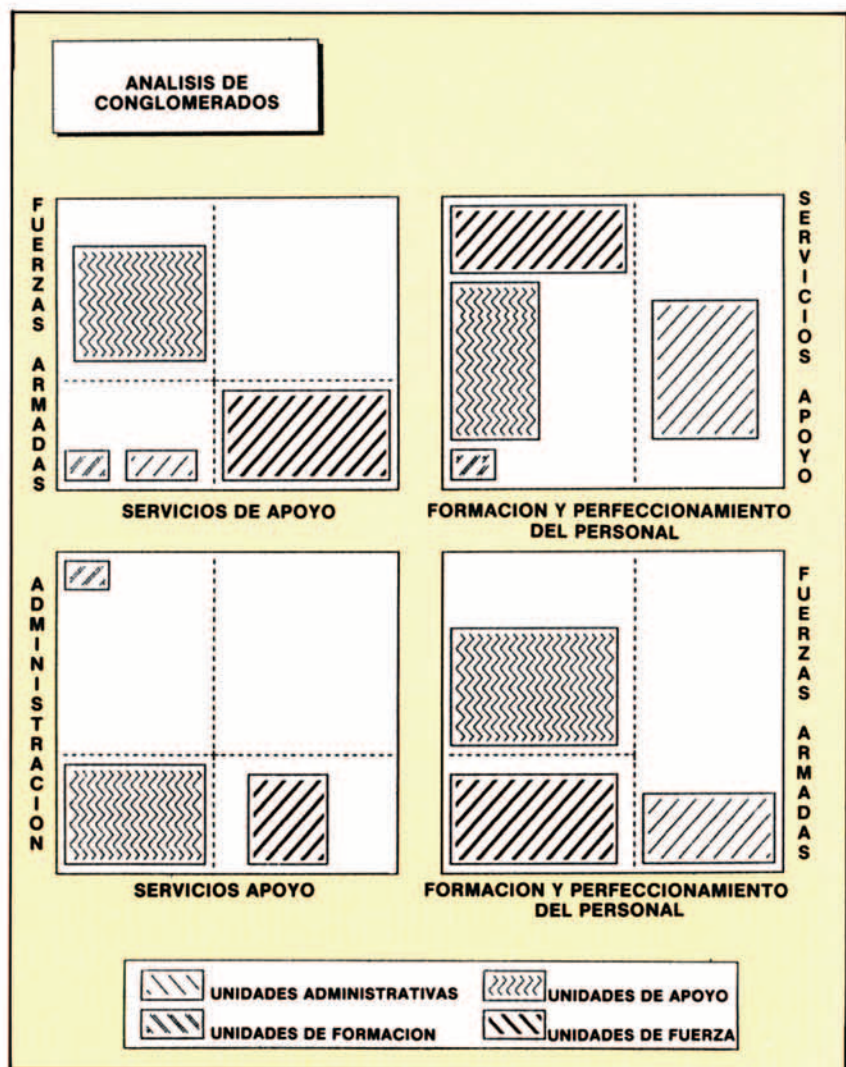 ANALISIS DE
CONGLOMERADOS
FUERZAS ARMADAS
SERVICIOS DE APOYO
SERVICIOS APOYO
FORMACION Y PERFECCIONAMIENTO
DEL PERSONAL
ADMINISTRACION
SERVICIOS APOYO
FUERZAS ARMADAS
FORMACION Y PERFECCIONAMIENTO
DEL PERSONAL
UNIDADES ADMINISTRATIVAS
UNIDADES DE APOYO
UNIDADES DE FORMACION
UNIDADES DE FUERZA